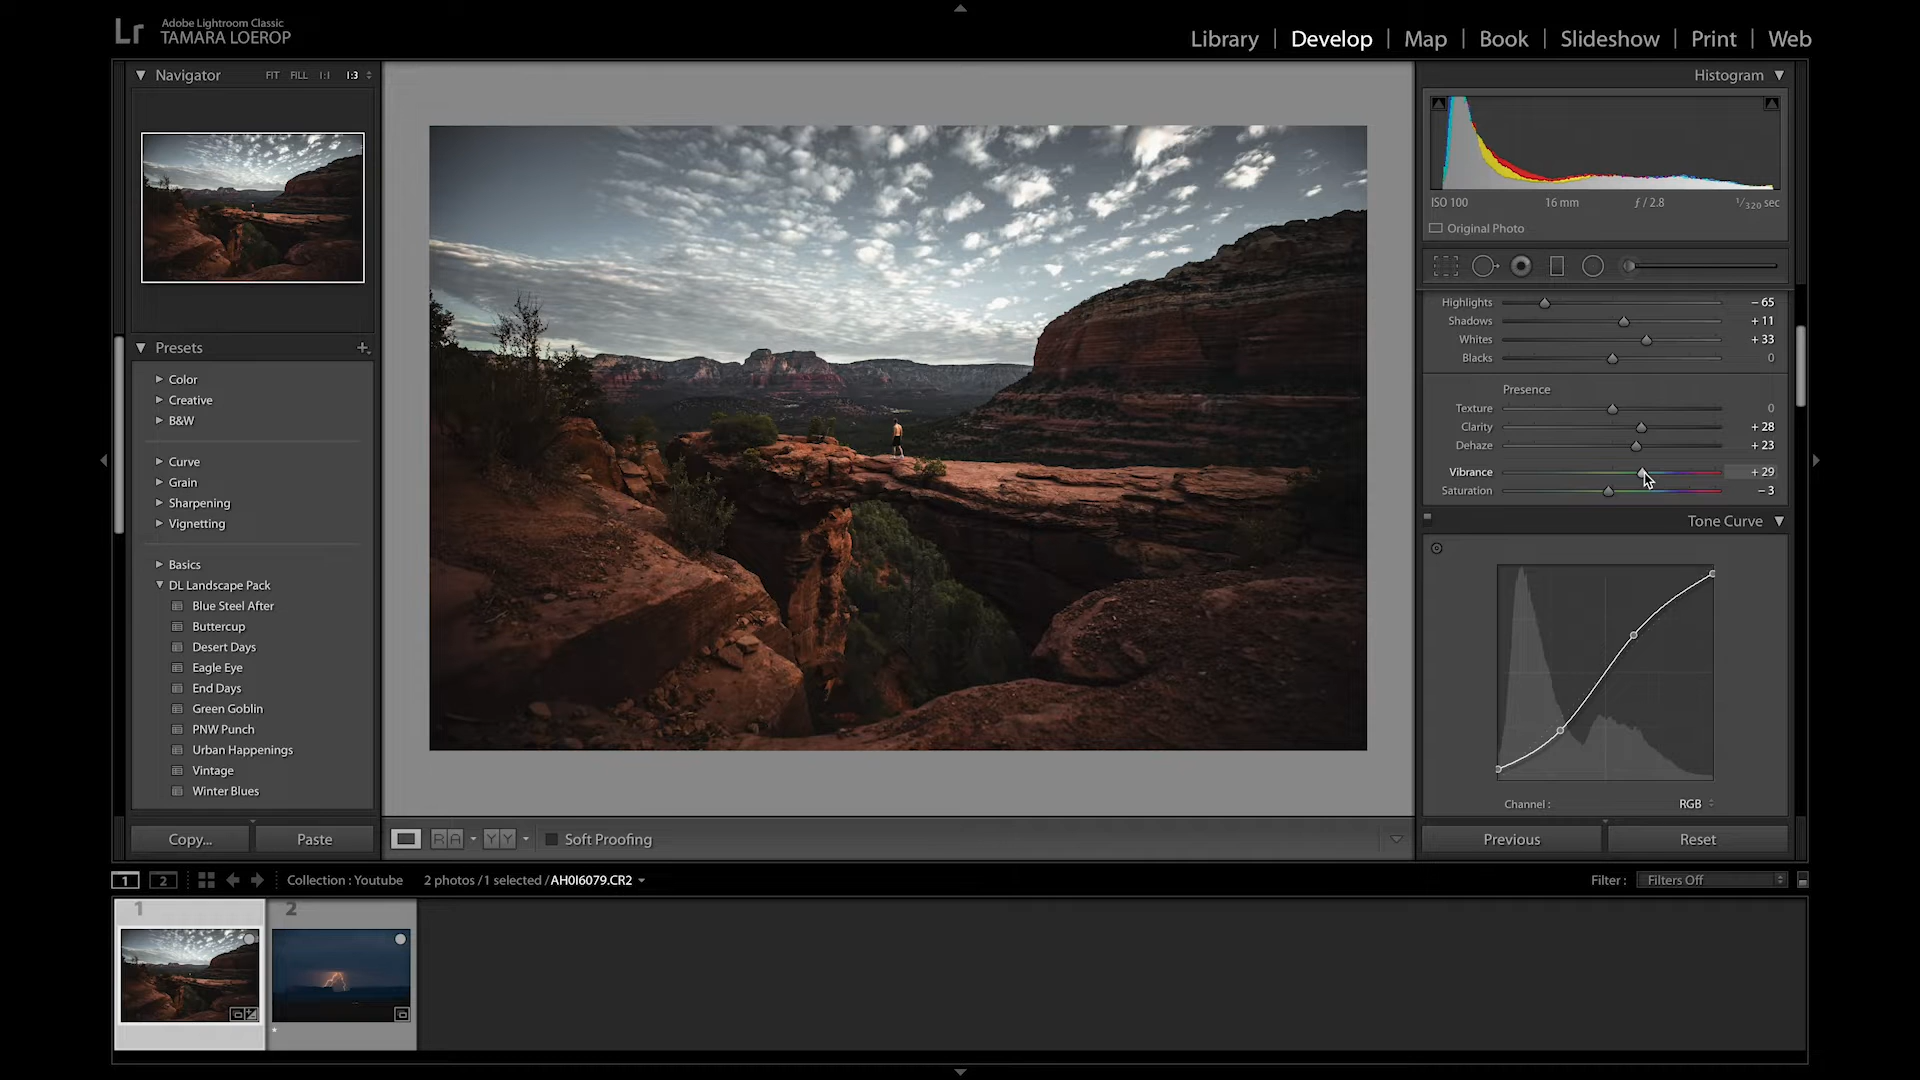 Lr
Adobe Lightroom Classic
TAMARA LOEROP
Library | Develop | Map | Book | Slideshow | Print | Web
Navigator FIT FILL 1:1 1:3
Histogram
ISO 100 16 mm ƒ / 2.8 1/320 sec
Original Photo
Highlights − 65
Shadows + 11
Whites + 33
Blacks 0
Presence
Texture 0
Clarity + 28
Dehaze + 23
Vibrance + 29
Saturation − 3
Tone Curve
Channel : RGB
Previous Reset
Presets +
Color
Creative
B&W
Curve
Grain
Sharpening
Vignetting
Basics
DL Landscape Pack
Blue Steel After
Buttercup
Desert Days
Eagle Eye
End Days
Green Goblin
PNW Punch
Urban Happenings
Vintage
Winter Blues
Copy... Paste
R A Y Y Soft Proofing
1 2 Collection : Youtube 2 photos / 1 selected / AH0I6079.CR2 Filter : Filters Off
1 2